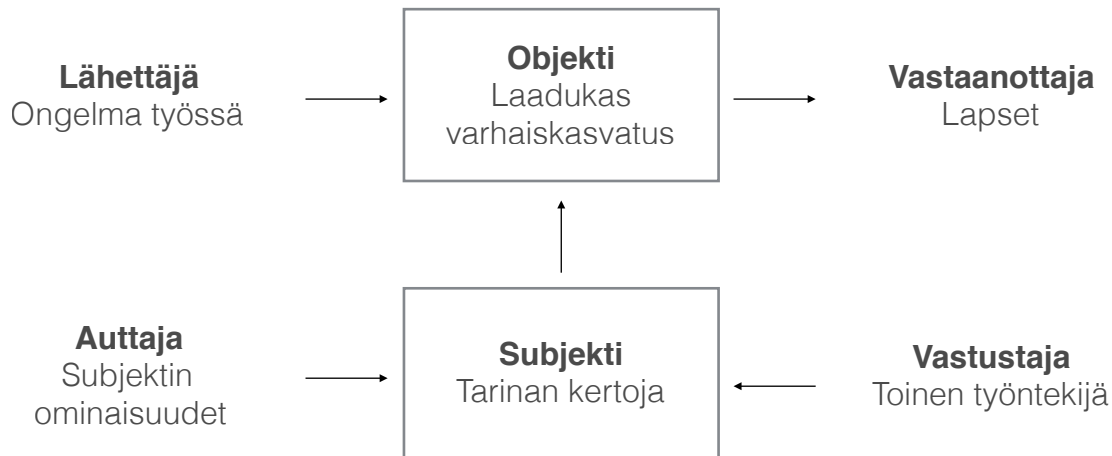 Lähettäjä
Ongelma työssä
Objekti
Laadukas
varhaiskasvatus
Vastaanottaja
Lapset
Auttaja
Subjektin
ominaisuudet
Subjekti
Tarinan kertoja
Vastustaja
Toinen työntekijä